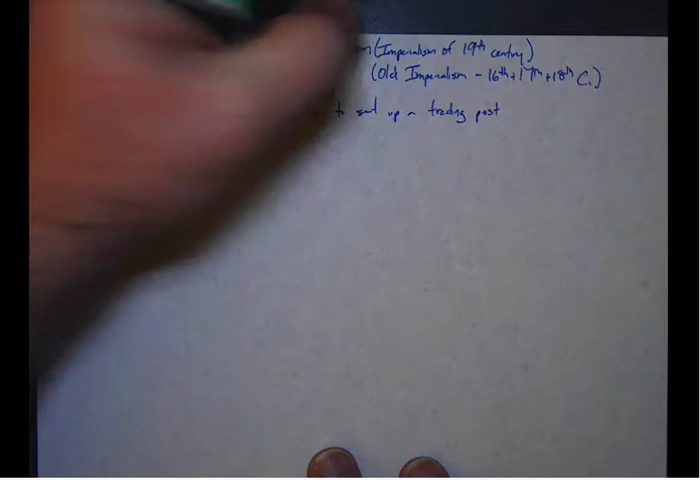 (Imperialism of 19th century)
(Old Imperialism - 16th + 17th + 18th C.)
to set up a trading post